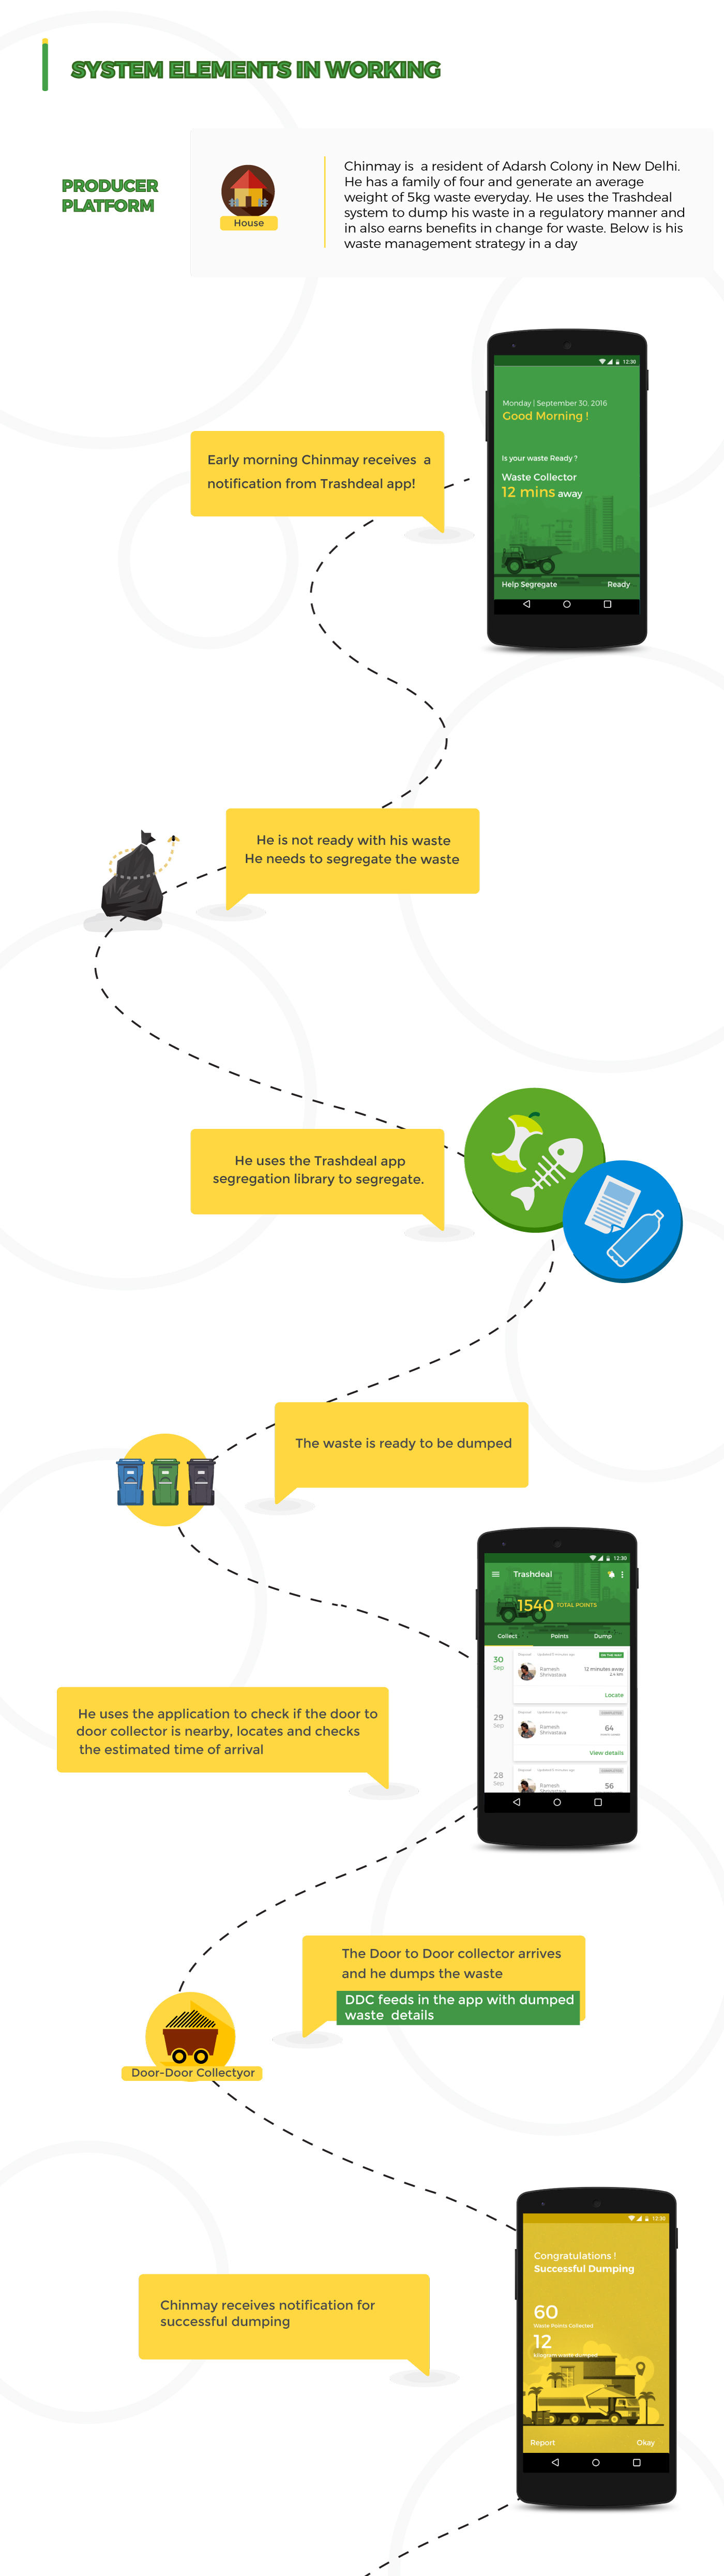 SYSTEM ELEMENTS IN WORKING
PRODUCER
PLATFORM
House
Chinmay is a resident of Adarsh Colony in New Delhi.
He has a family of four and generate an average
weight of 5kg waste everyday. He uses the Trashdeal
system to dump his waste in a regulatory manner and
in also earns benefits in change for waste. Below is his
waste management strategy in a day
12:30
Monday | September 30, 2016
Good Morning !
Is your waste Ready ?
Waste Collector
12 mins away
Help Segregate
Ready
Early morning Chinmay receives a
notification from Trashdeal app!
He is not ready with his waste
He needs to segregate the waste
He uses the Trashdeal app
segregation library to segregate.
The waste is ready to be dumped
12:30
Trashdeal
1540 TOTAL POINTS
Collect
Points
Dump
30
Sep
Ramesh
Shrivastava
12 minutes away
Locate
29
Sep
Ramesh
Shrivastava
64
View details
28
Sep
Ramesh
Shrivastava
56
He uses the application to check if the door to
door collector is nearby, locates and checks
the estimated time of arrival
The Door to Door collector arrives
and he dumps the waste
DDC feeds in the app with dumped
waste details
Door-Door Collectyor
12:30
Congratulations !
Successful Dumping
60
Waste Points Collected
12
kilogram waste dumped
Report
Okay
Chinmay receives notification for
successful dumping